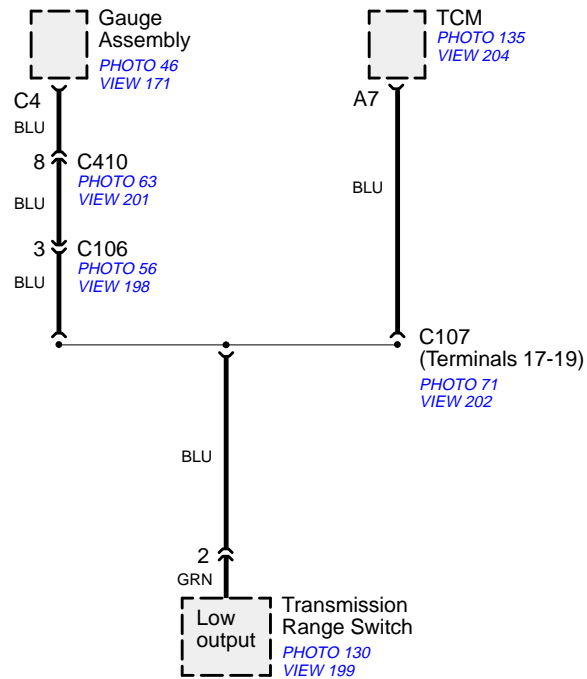 Gauge
Assembly
PHOTO 46
VIEW 171
TCM
PHOTO 135
VIEW 204
C4
A7
BLU
8 C410
PHOTO 63
VIEW 201
BLU
BLU
3 C106
PHOTO 56
VIEW 198
BLU
C107
(Terminals 17-19)
PHOTO 71
VIEW 202
BLU
2
GRN
Low
output
Transmission
Range Switch
PHOTO 130
VIEW 199